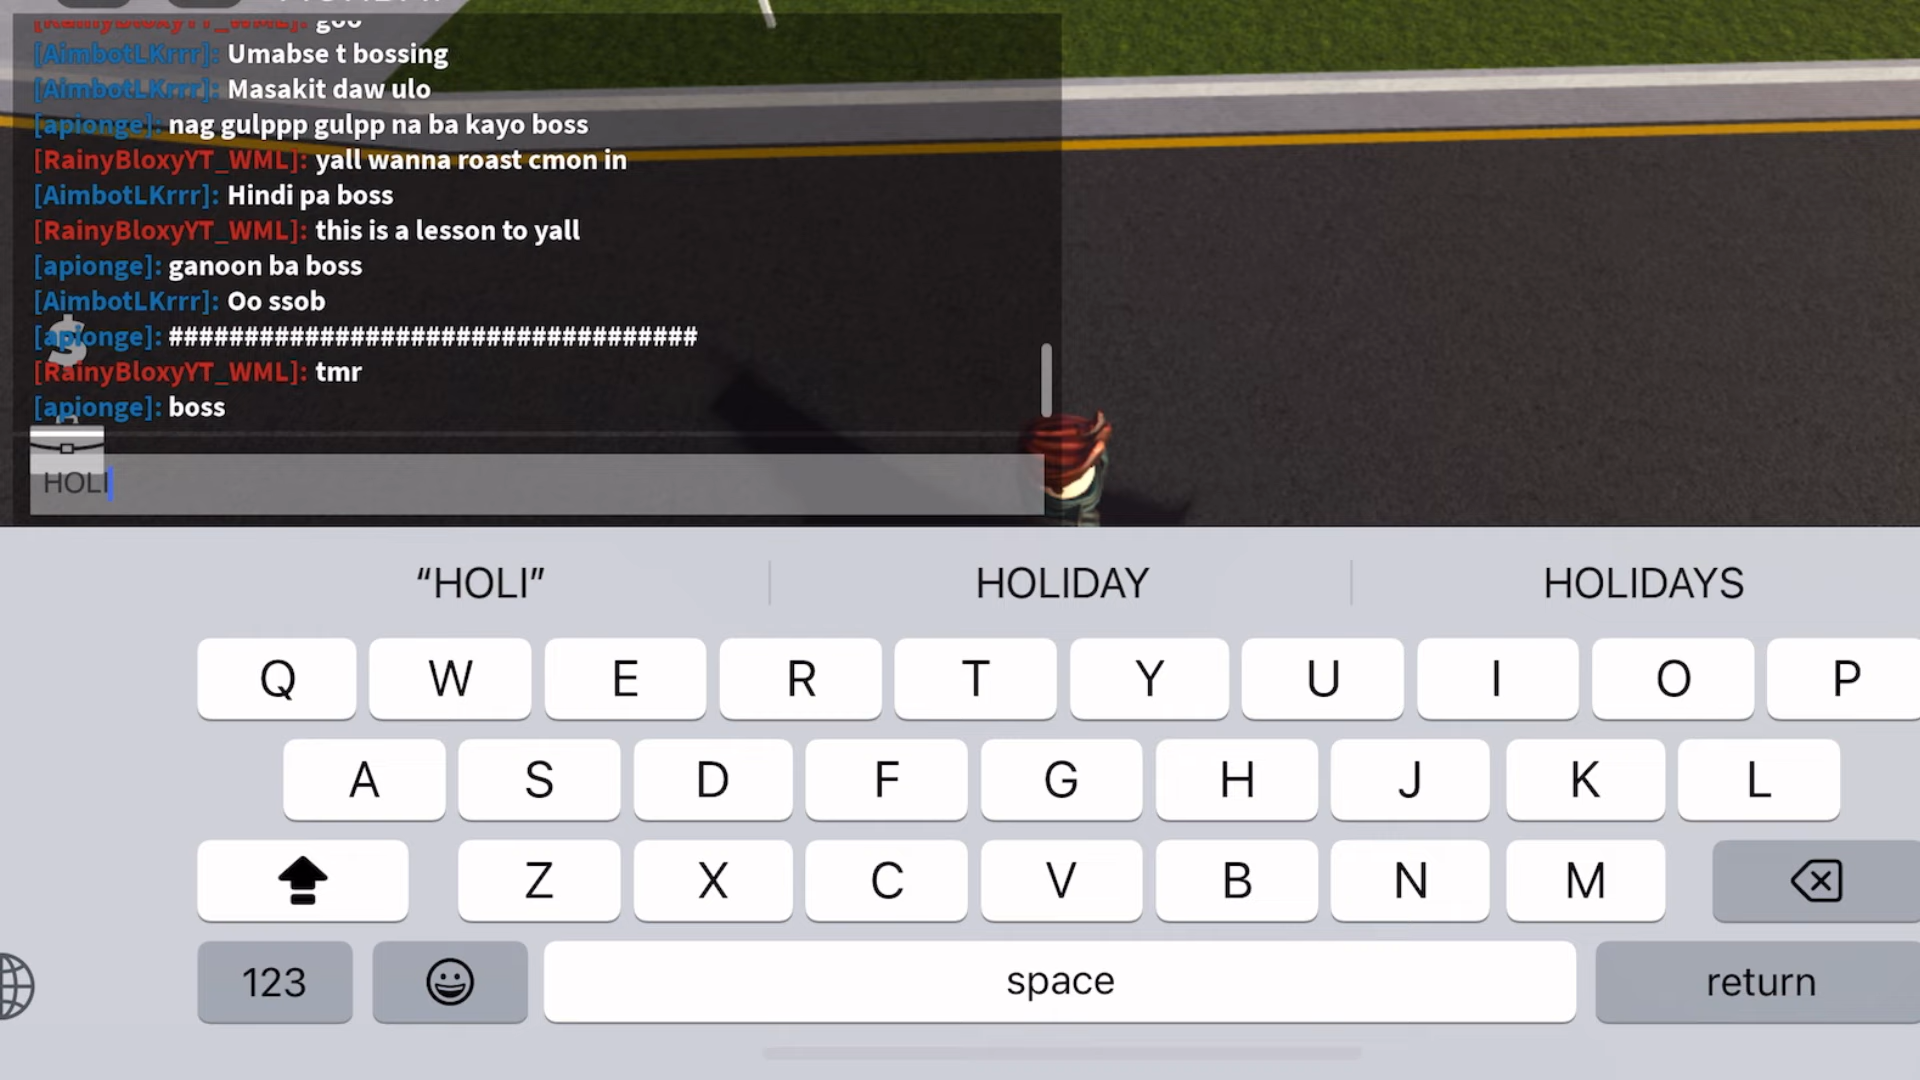 [RainyBloxyYT_WML]: goo
[AimbotLKrrr]: Umabse t bossing
[AimbotLKrrr]: Masakit daw ulo
[apionge]: nag gulppp gulpp na ba kayo boss
[RainyBloxyYT_WML]: yall wanna roast cmon in
[AimbotLKrrr]: Hindi pa boss
[RainyBloxyYT_WML]: this is a lesson to yall
[apionge]: ganoon ba boss
[AimbotLKrrr]: Oo ssob
[apionge]: ###################################
[RainyBloxyYT_WML]: tmr
[apionge]: boss
$
HOLI
“HOLI” HOLIDAY HOLIDAYS
Q W E R T Y U I O P
A S D F G H J K L
Z X C V B N M
123 space return